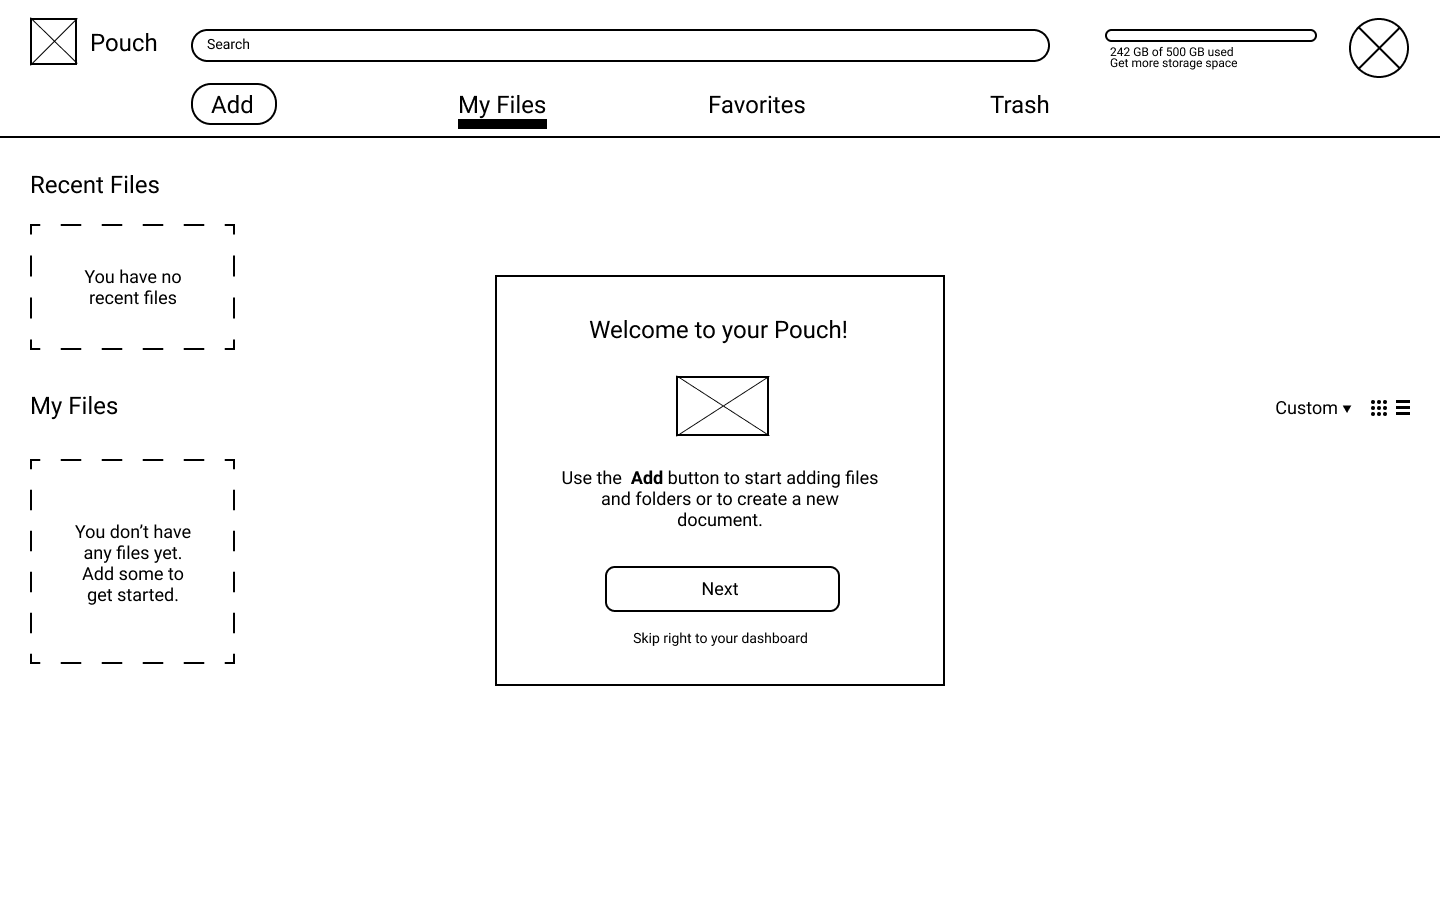 Pouch
Search
242 GB of 500 GB used
Get more storage space
Add
My Files
Favorites
Trash
Recent Files
You have no
recent files
Welcome to your Pouch!
My Files
Custom
Use the Add button to start adding files
and folders or to create a new
document.
You don’t have
any files yet.
Add some to
get started.
Next
Skip right to your dashboard